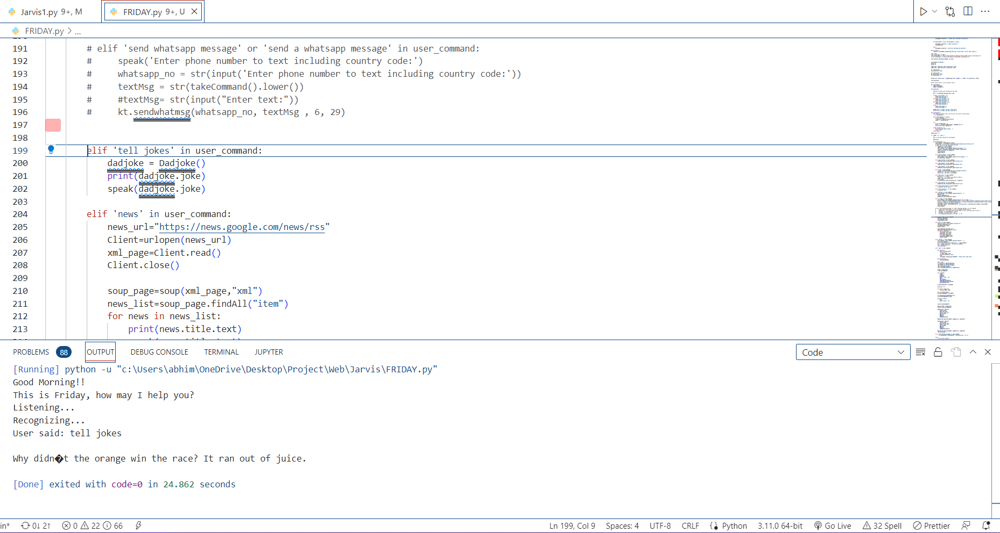 Jarvis1.py 9+, M
FRIDAY.py 9+, U
FRIDAY.py > ...
191 # elif 'send whatsapp message' or 'send a whatsapp message' in user_command:
192 #     speak('Enter phone number to text including country code:')
193 #     whatsapp_no = str(input('Enter phone number to text including country code:'))
194 #     textMsg = str(takeCommand().lower())
195 #     #textMsg= str(input("Enter text:"))
196 #     kt.sendwhatmsg(whatsapp_no, textMsg , 6, 29)
197
198
199 elif 'tell jokes' in user_command:
200     dadjoke = Dadjoke()
201     print(dadjoke.joke)
202     speak(dadjoke.joke)
203
204 elif 'news' in user_command:
205     news_url="https://news.google.com/news/rss"
206     Client=urlopen(news_url)
207     xml_page=Client.read()
208     Client.close()
209
210     soup_page=soup(xml_page,"xml")
211     news_list=soup_page.findAll("item")
212     for news in news_list:
213         print(news.title.text)
PROBLEMS 88 OUTPUT DEBUG CONSOLE TERMINAL JUPYTER Code
[Running] python -u "c:\Users\abhim\OneDrive\Desktop\Project\Web\Jarvis\FRIDAY.py"
Good Morning!!
This is Friday, how may I help you?
Listening...
Recognizing...
User said: tell jokes
Why didn�t the orange win the race? It ran out of juice.
[Done] exited with code=0 in 24.862 seconds
in* 0↓ 2↑ 0 22 66 Ln 199, Col 9 Spaces: 4 UTF-8 CRLF Python 3.11.0 64-bit Go Live 32 Spell Prettier